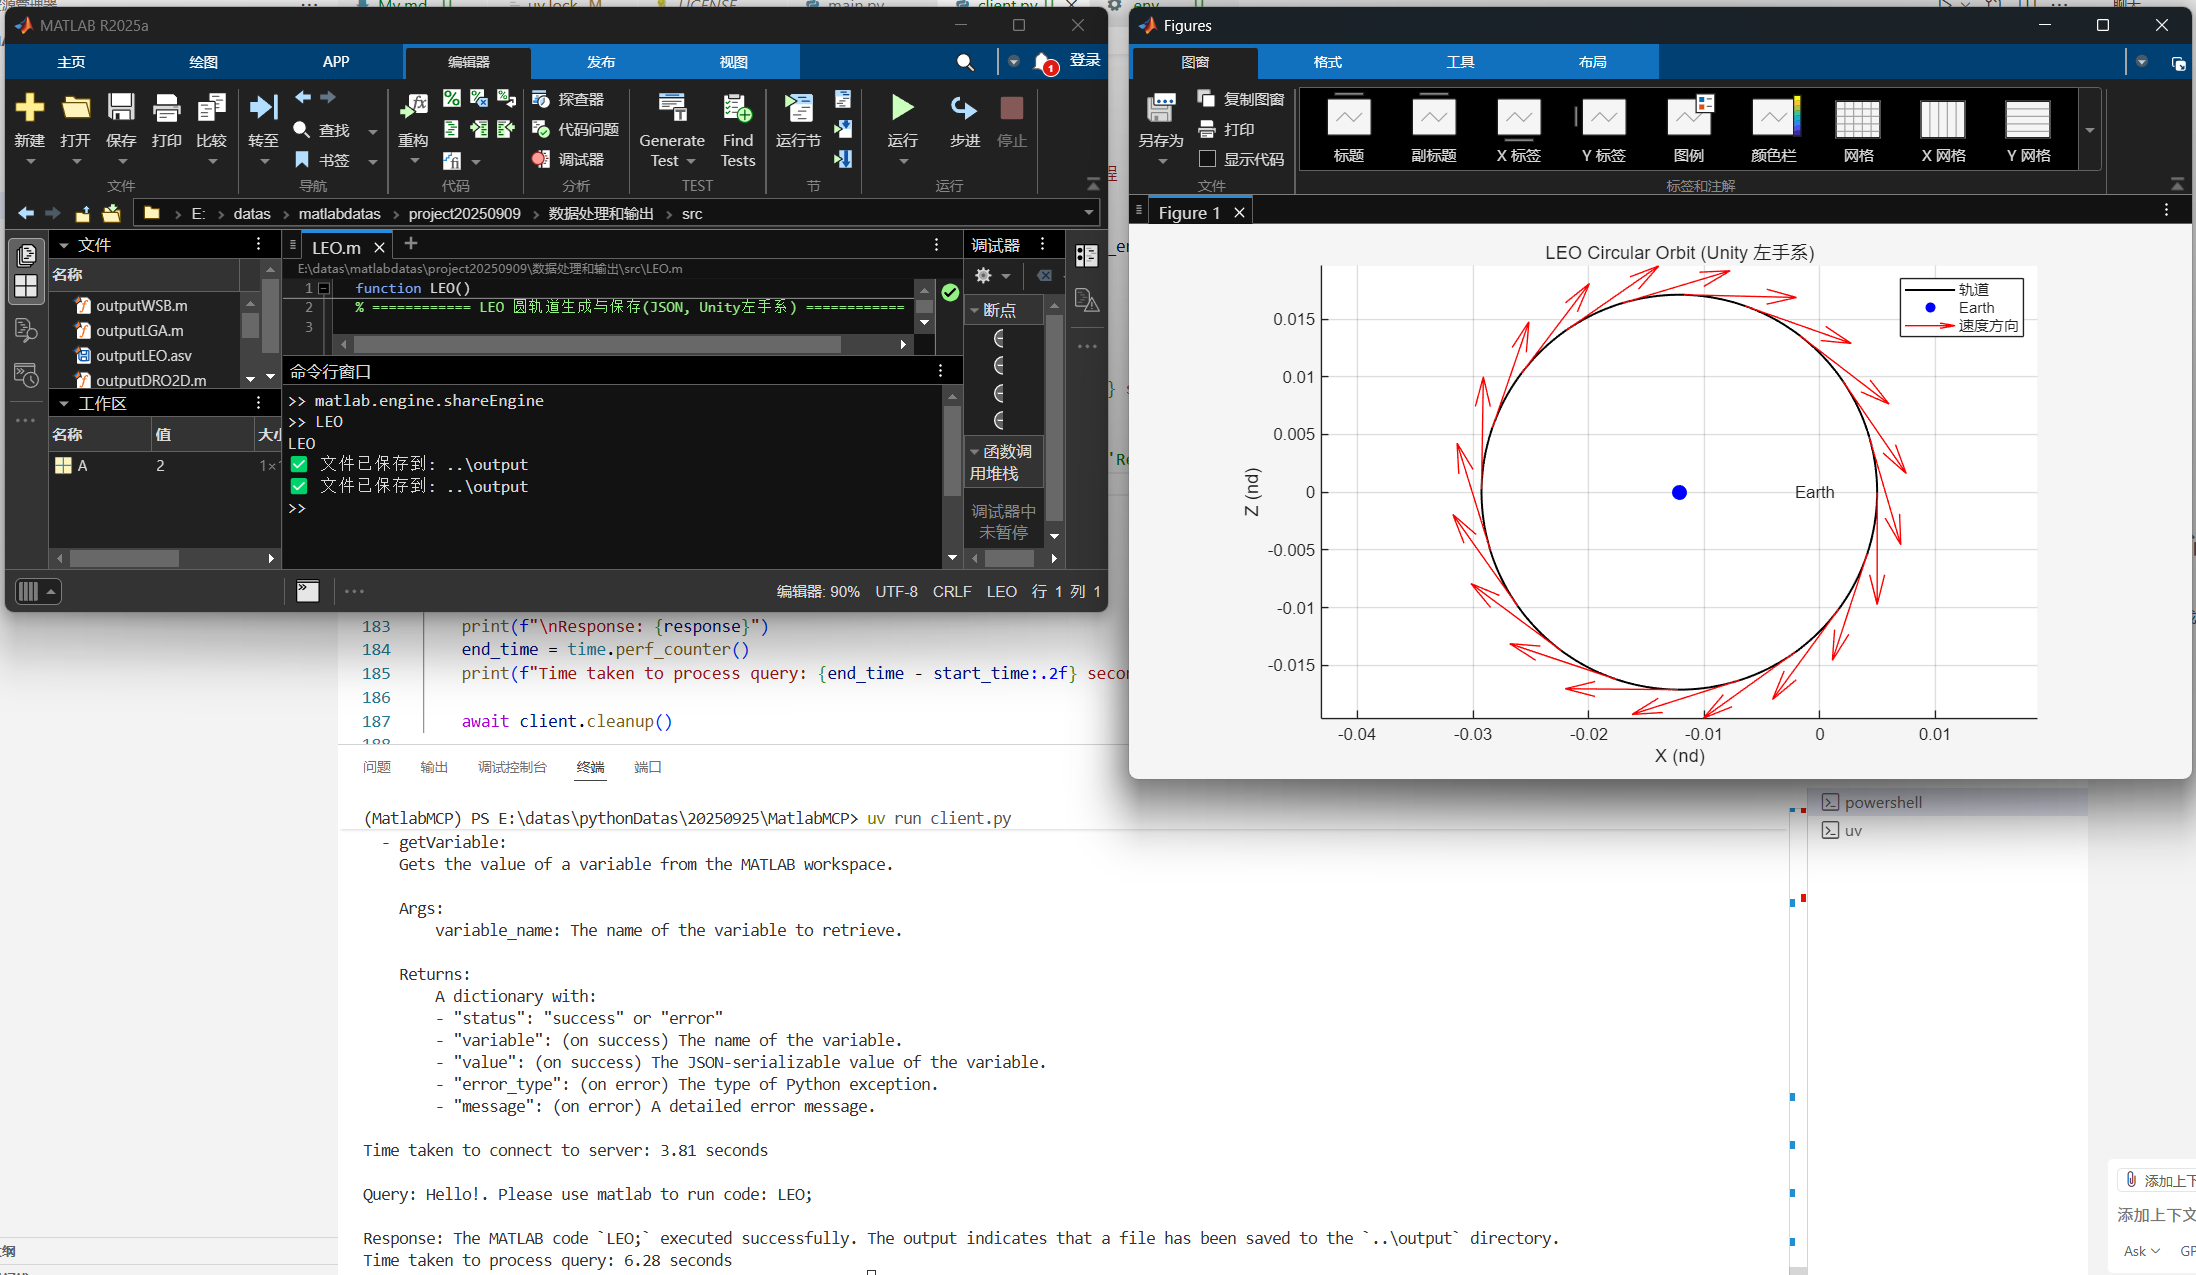 MATLAB R2025a
主页
绘图
APP
编辑器
发布
视图
1
登录
新建
打开
保存
打印
比较
文件
转至
查找
书签
导航
重构
代码
探查器
代码问题
调试器
分析
Generate Test
Find Tests
TEST
运行节
节
运行
步进
停止
运行
E: › datas › matlabdatas › project20250909 › 数据处理和输出 › src
文件
名称
outputWSB.m
outputLGA.m
outputLEO.asv
outputDRO2D.m
工作区
名称 值 大小
A 2 1×
LEO.m
E:\datas\matlabdatas\project20250909\数据处理和输出\src\LEO.m
1 function LEO()
2 % ============ LEO 圆轨道生成与保存(JSON, Unity左手系) ============
3
命令行窗口
>> matlab.engine.shareEngine
>> LEO
LEO
✅ 文件已保存到: ..\output
✅ 文件已保存到: ..\output
>>
调试器
断点
函数调用堆栈
调试器中未暂停
编辑器: 90% UTF-8 CRLF LEO 行 1 列 1
Figures
图窗
格式
工具
布局
另存为
复制图窗
打印
显示代码
文件
标题
副标题
X 标签
Y 标签
图例
颜色栏
网格
X 网格
Y 网格
标签和注解
Figure 1
LEO Circular Orbit (Unity 左手系)
轨道
Earth
速度方向
Earth
Z (nd)
0.015
0.01
0.005
0
-0.005
-0.01
-0.015
-0.04 -0.03 -0.02 -0.01 0 0.01
X (nd)
183 print(f"\nResponse: {response}")
184 end_time = time.perf_counter()
185 print(f"Time taken to process query: {end_time - start_time:.2f} secon
186
187 await client.cleanup()
188
问题 输出 调试控制台 终端 端口
(MatlabMCP) PS E:\datas\pythonDatas\20250925\MatlabMCP> uv run client.py
- getVariable:
Gets the value of a variable from the MATLAB workspace.
Args:
variable_name: The name of the variable to retrieve.
Returns:
A dictionary with:
- "status": "success" or "error"
- "variable": (on success) The name of the variable.
- "value": (on success) The JSON-serializable value of the variable.
- "error_type": (on error) The type of Python exception.
- "message": (on error) A detailed error message.
Time taken to connect to server: 3.81 seconds
Query: Hello!. Please use matlab to run code: LEO;
Response: The MATLAB code `LEO;` executed successfully. The output indicates that a file has been saved to the `..\output` directory.
Time taken to process query: 6.28 seconds
powershell
uv
添加上下
添加上下文
Ask
GP